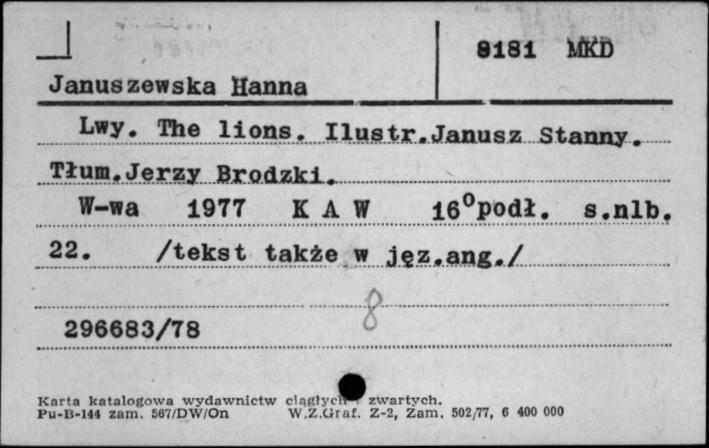 8181 MKD
Januszewska Hanna
Lwy. The lions. Ilustr.Janusz Stanny.
Tłum.Jerzy Brodzki.
W-wa 1977 K A W 16° podł. s.nlb.
22. /tekst także w jęz.ang./
8
296683/78
Karta katalogowa wydawnictw ciągłych i zwartych.
Pu-B-144 zam. 567/DW/On W.Z.Graf. Z-2, Zam. 502/77, 6 400 000